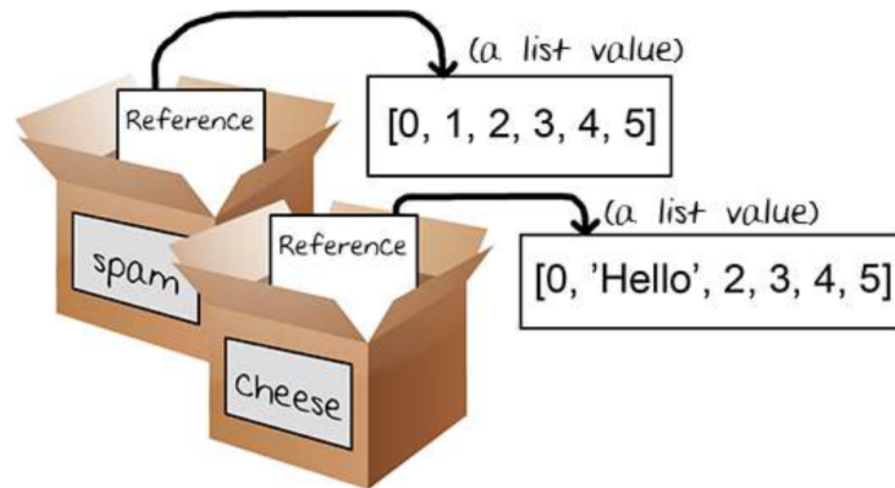 (a list value)
Reference
[0, 1, 2, 3, 4, 5]
(a list value)
Reference
spam
[0, ’Hello’, 2, 3, 4, 5]
Cheese